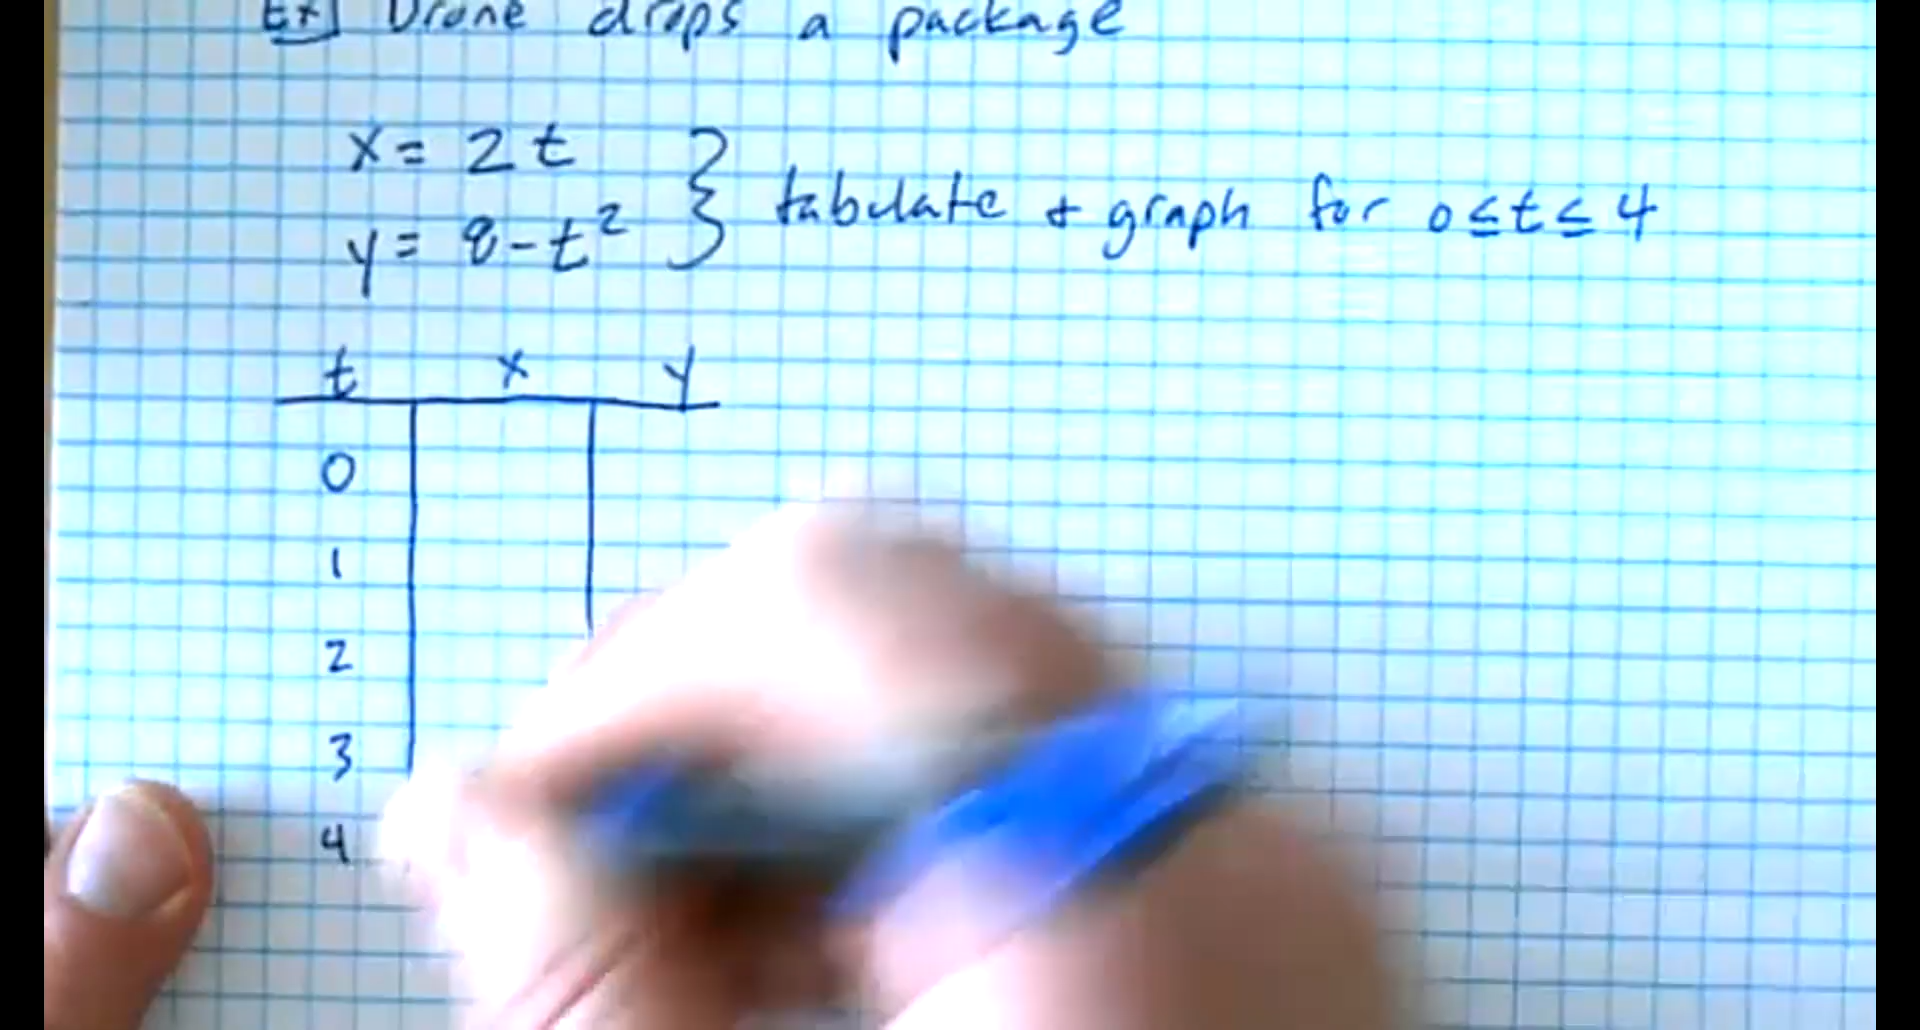 Ex Drone drops a package
x = 2t
y = 8 - t² } tabulate + graph for 0 ≤ t ≤ 4
t x y
0
1
2
3
4